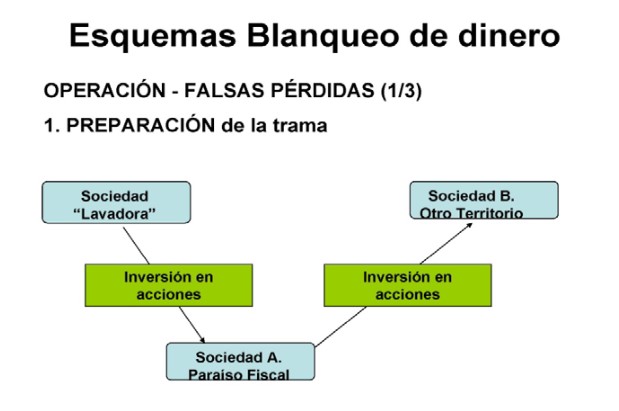 Esquemas Blanqueo de dinero
OPERACIÓN - FALSAS PÉRDIDAS (1/3)
1. PREPARACIÓN de la trama
Sociedad
“Lavadora”
Sociedad B.
Otro Territorio
Inversión en
acciones
Inversión en
acciones
Sociedad A.
Paraiso Fiscal